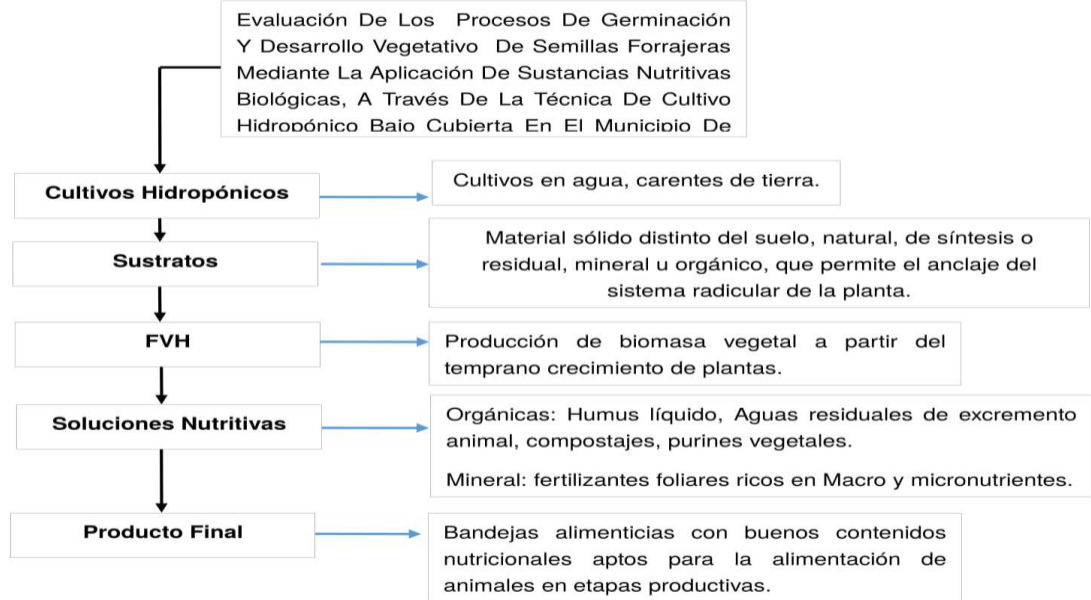 Evaluación De Los Procesos De Germinación
Y Desarrollo Vegetativo De Semillas Forrajeras
Mediante La Aplicación De Sustancias Nutritivas
Biológicas, A Través De La Técnica De Cultivo
Hidropónico Bajo Cubierta En El Municipio De
Cultivos Hidropónicos
Cultivos en agua, carentes de tierra.
Sustratos
Material sólido distinto del suelo, natural, de síntesis o
residual, mineral u orgánico, que permite el anclaje del
sistema radicular de la planta.
FVH
Producción de biomasa vegetal a partir del
temprano crecimiento de plantas.
Soluciones Nutritivas
Orgánicas: Humus líquido, Aguas residuales de excremento
animal, compostajes, purines vegetales.
Mineral: fertilizantes foliares ricos en Macro y micronutrientes.
Producto Final
Bandejas alimenticias con buenos contenidos
nutricionales aptos para la alimentación de
animales en etapas productivas.